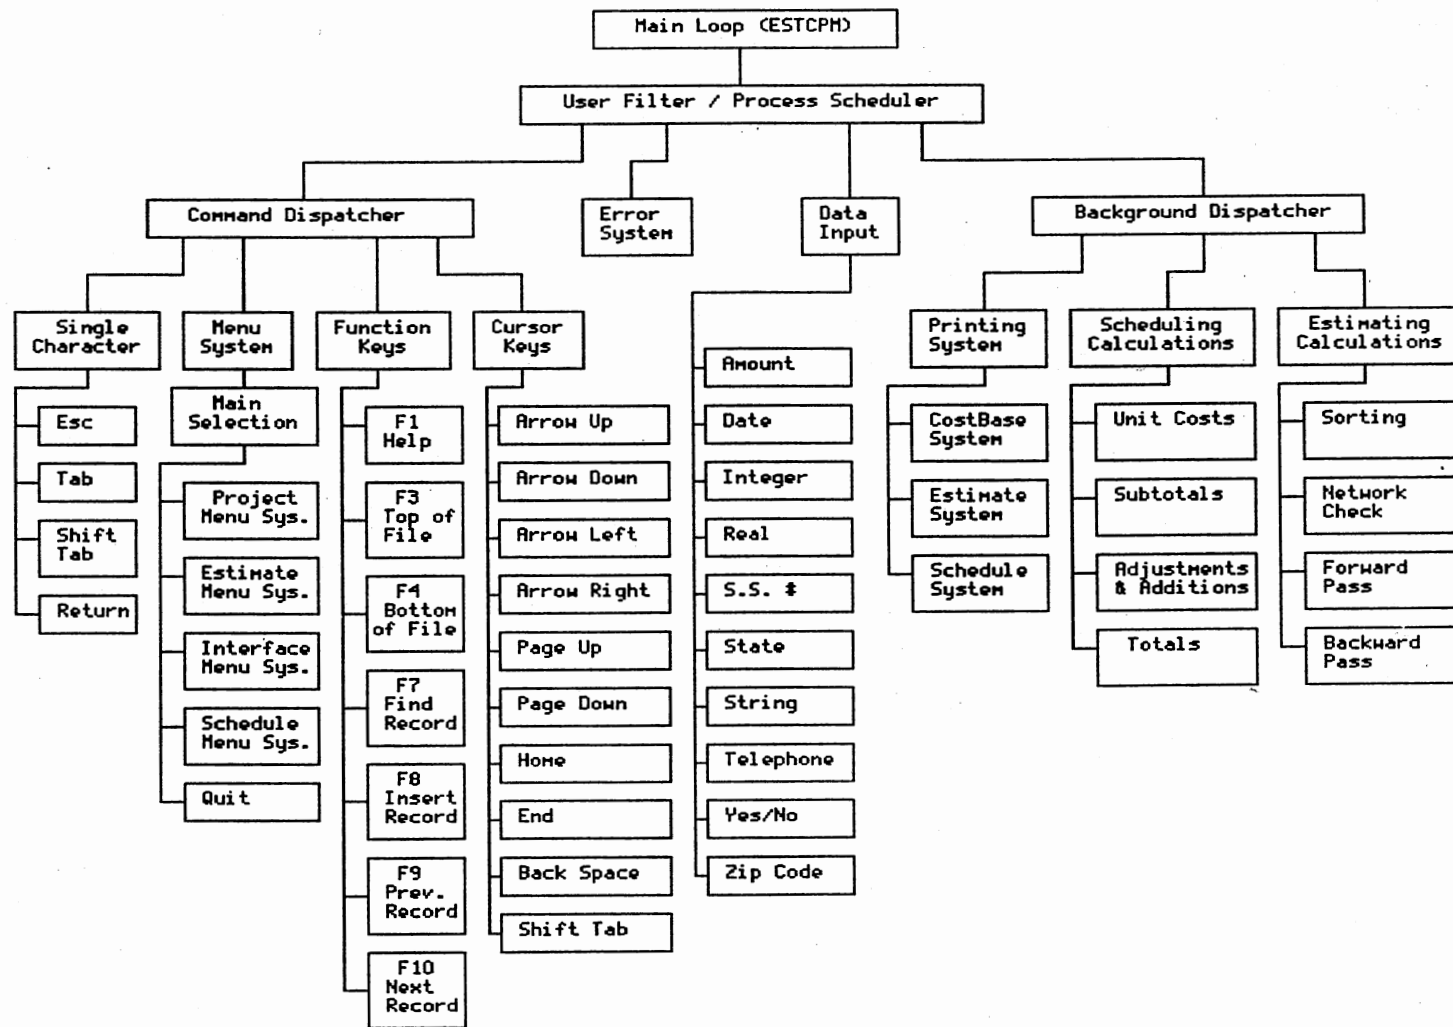 Main Loop (ESTCPM)
User Filter / Process Scheduler
Command Dispatcher
Error
System
Data
Input
Background Dispatcher
Single
Character
Esc
Tab
Shift
Tab
Return
Menu
System
Main
Selection
Project
Menu Sys.
Estimate
Menu Sys.
Interface
Menu Sys.
Schedule
Menu Sys.
Quit
Function
Keys
F1
Help
F3
Top of
File
F4
Bottom
of File
F7
Find
Record
F8
Insert
Record
F9
Prev.
Record
F10
Next
Record
Cursor
Keys
Arrow Up
Arrow Down
Arrow Left
Arrow Right
Page Up
Page Down
Home
End
Back Space
Shift Tab
Amount
Date
Integer
Real
S.S. #
State
String
Telephone
Yes/No
Zip Code
Printing
System
CostBase
System
Estimate
System
Schedule
System
Scheduling
Calculations
Unit Costs
Subtotals
Adjustments
& Additions
Totals
Estimating
Calculations
Sorting
Network
Check
Forward
Pass
Backward
Pass